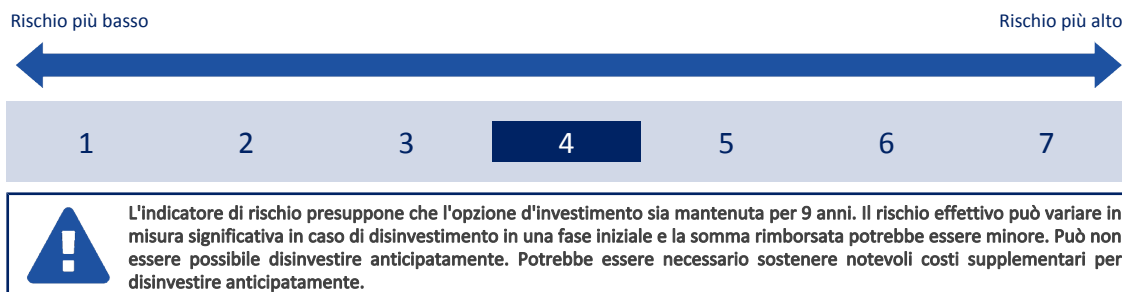 Rischio più basso Rischio più alto
1 2 3 4 5 6 7
L'indicatore di rischio presuppone che l'opzione d'investimento sia mantenuta per 9 anni. Il rischio effettivo può variare in
misura significativa in caso di disinvestimento in una fase iniziale e la somma rimborsata potrebbe essere minore. Può non
essere possibile disinvestire anticipatamente. Potrebbe essere necessario sostenere notevoli costi supplementari per
disinvestire anticipatamente.